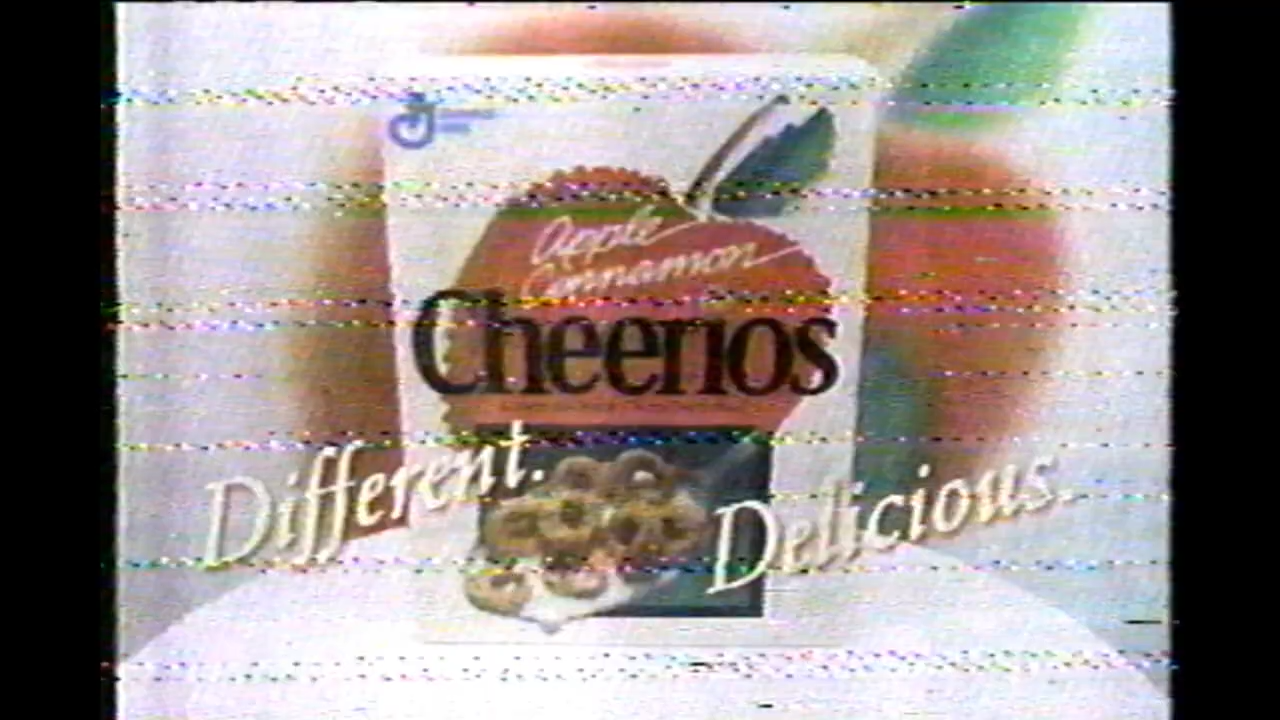 Apple
Cinnamon
Cheerios
Different.
Delicious.